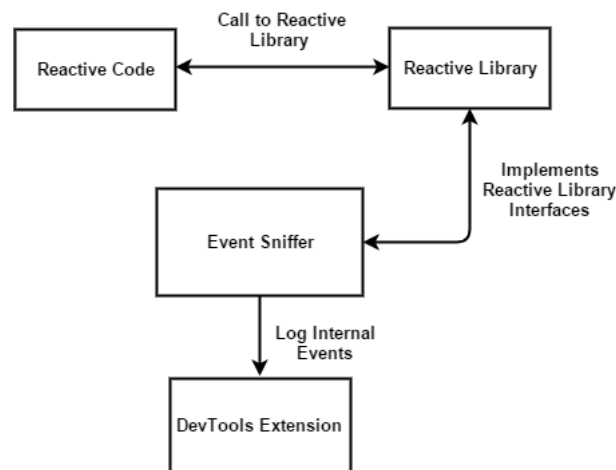 Call to Reactive
Library
Reactive Code
Reactive Library
Implements
Reactive Library
Interfaces
Event Sniffer
Log Internal
Events
DevTools Extension